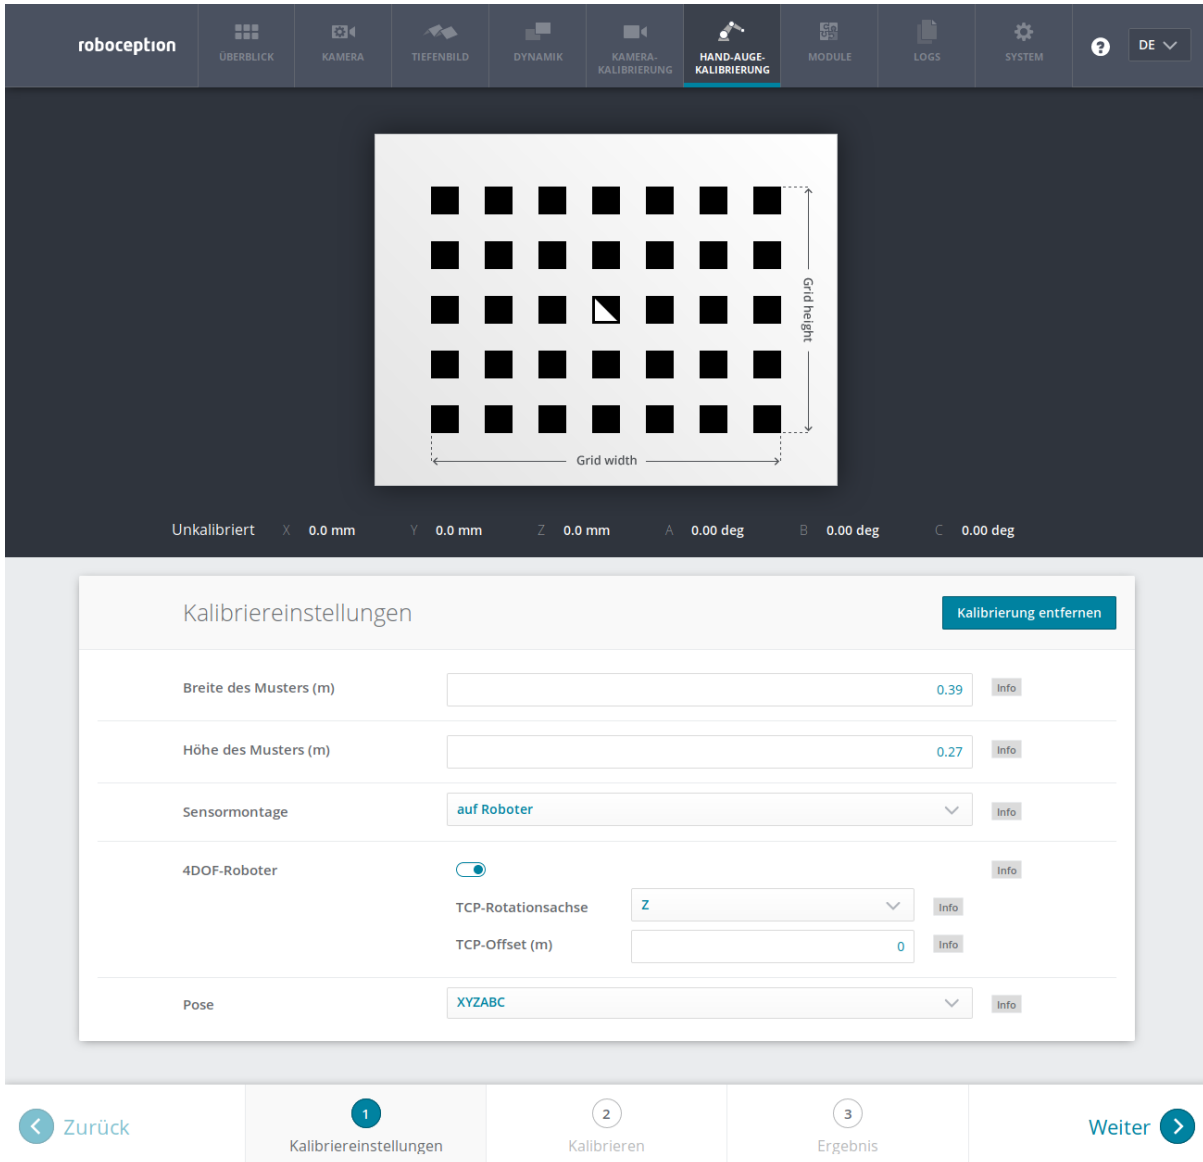 roboception
ÜBERBLICK
KAMERA
TIEFENBILD
DYNAMIK
KAMERA-
KALIBRIERUNG
HAND-AUGE-
KALIBRIERUNG
MODULE
LOGS
SYSTEM
?
DE
Grid height
Grid width
Unkalibriert X 0.0 mm Y 0.0 mm Z 0.0 mm A 0.00 deg B 0.00 deg C 0.00 deg
Kalibriereinstellungen
Kalibrierung entfernen
Breite des Musters (m) 0.39 Info
Höhe des Musters (m) 0.27 Info
Sensormontage auf Roboter Info
4DOF-Roboter Info
TCP-Rotationsachse Z Info
TCP-Offset (m) 0 Info
Pose XYZABC Info
Zurück
1
Kalibriereinstellungen
2
Kalibrieren
3
Ergebnis
Weiter